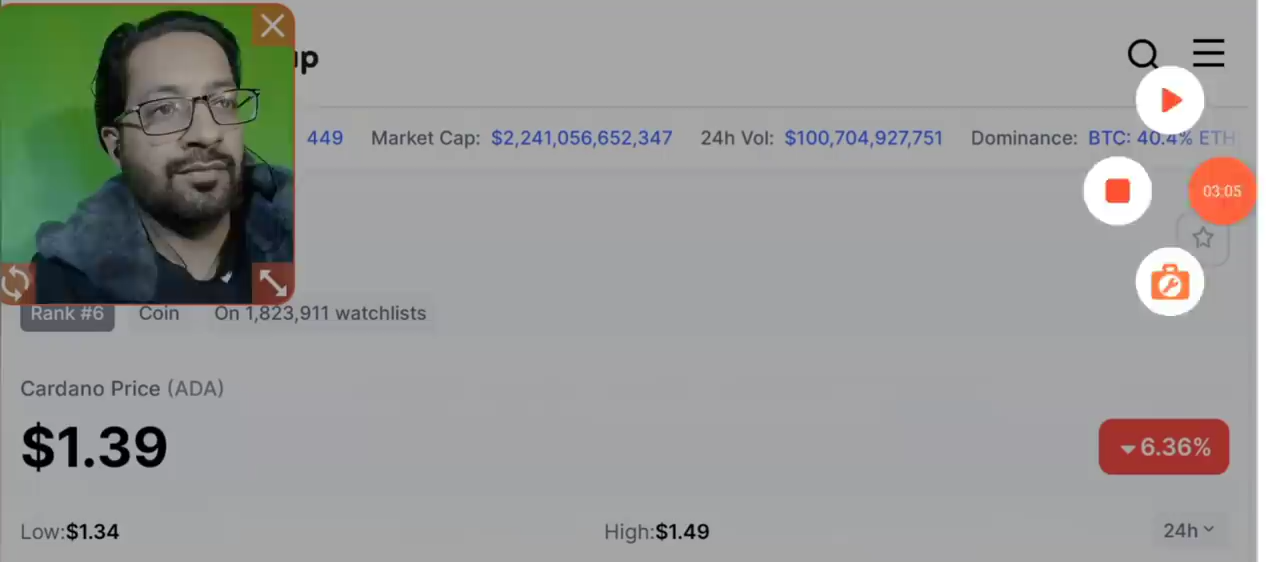 449 Market Cap: $2,241,056,652,347 24h Vol: $100,704,927,751 Dominance: BTC: 40.4% ETH
03:05
Rank #6 Coin On 1,823,911 watchlists
Cardano Price (ADA)
$1.39 6.36%
Low:$1.34 High:$1.49 24h